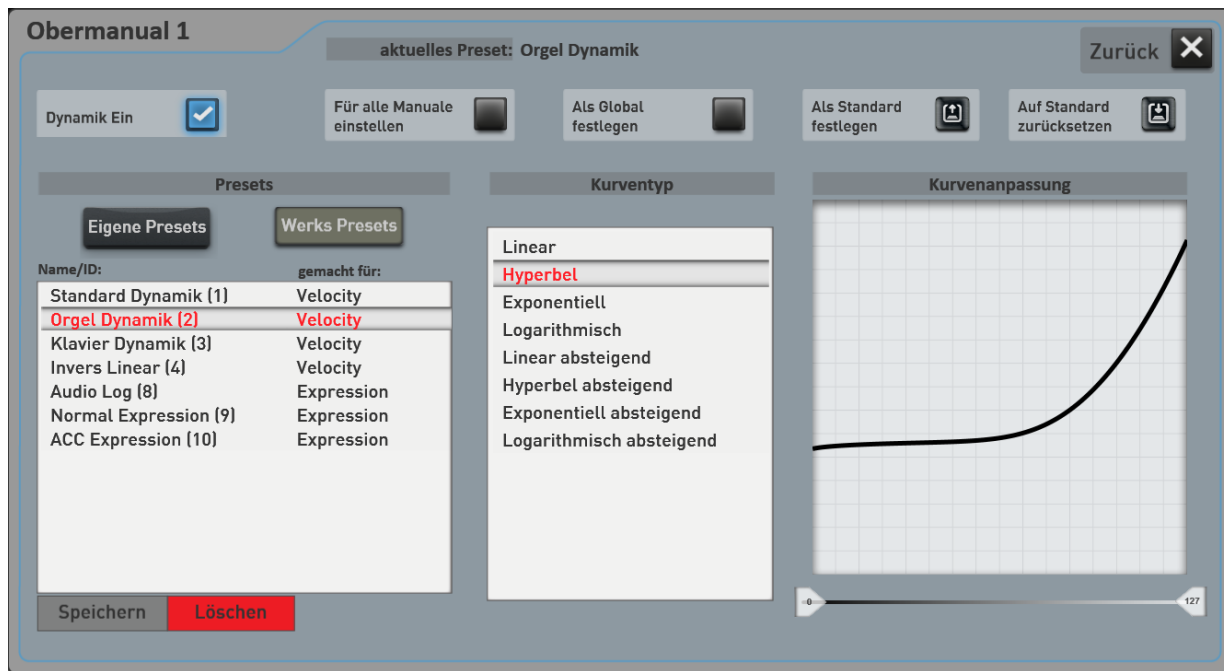 Obermanual 1
aktuelles Preset: Orgel Dynamik
Zurück
Dynamik Ein
Für alle Manuale
einstellen
Als Global
festlegen
Als Standard
festlegen
Auf Standard
zurücksetzen
Presets
Eigene Presets
Werks Presets
Name/ID: gemacht für:
Standard Dynamik (1) Velocity
Orgel Dynamik (2) Velocity
Klavier Dynamik (3) Velocity
Invers Linear (4) Velocity
Audio Log (8) Expression
Normal Expression (9) Expression
ACC Expression (10) Expression
Speichern
Löschen
Kurventyp
Linear
Hyperbel
Exponentiell
Logarithmisch
Linear absteigend
Hyperbel absteigend
Exponentiell absteigend
Logarithmisch absteigend
Kurvenanpassung
0
127